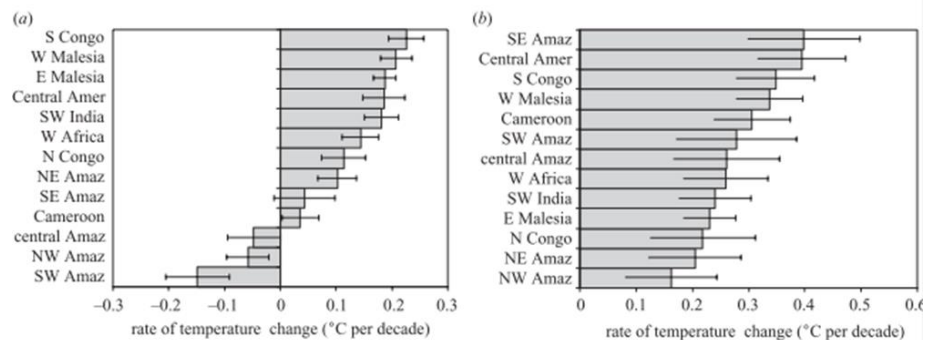 (a)
S Congo
W Malesia
E Malesia
Central Amer
SW India
W Africa
N Congo
NE Amaz
SE Amaz
Cameroon
central Amaz
NW Amaz
SW Amaz
–0.3 –0.2 –0.1 0 0.1 0.2 0.3
rate of temperature change (°C per decade)
(b)
SE Amaz
Central Amer
S Congo
W Malesia
Cameroon
SW Amaz
central Amaz
W Africa
SW India
E Malesia
N Congo
NE Amaz
NW Amaz
0 0.1 0.2 0.3 0.4 0.5 0.6
rate of temperature change (°C per decade)